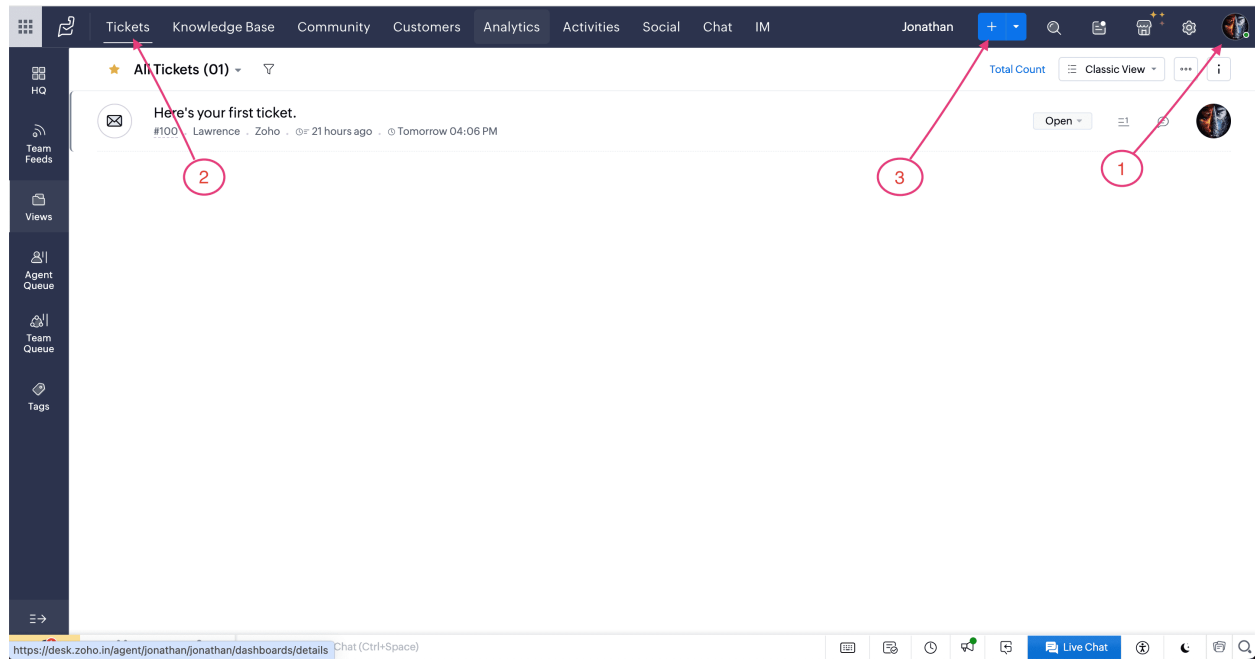 Tickets Knowledge Base Community Customers Analytics Activities Social Chat IM Jonathan
HQ
Team
Feeds
Views
Agent
Queue
Team
Queue
Tags
All Tickets (01)
Total Count Classic View
Here's your first ticket.
#100 . Lawrence . Zoho . 21 hours ago . Tomorrow 04:06 PM
Open
1
2
3
1
https://desk.zoho.in/agent/jonathan/jonathan/dashboards/details
Chat (Ctrl+Space)
Live Chat